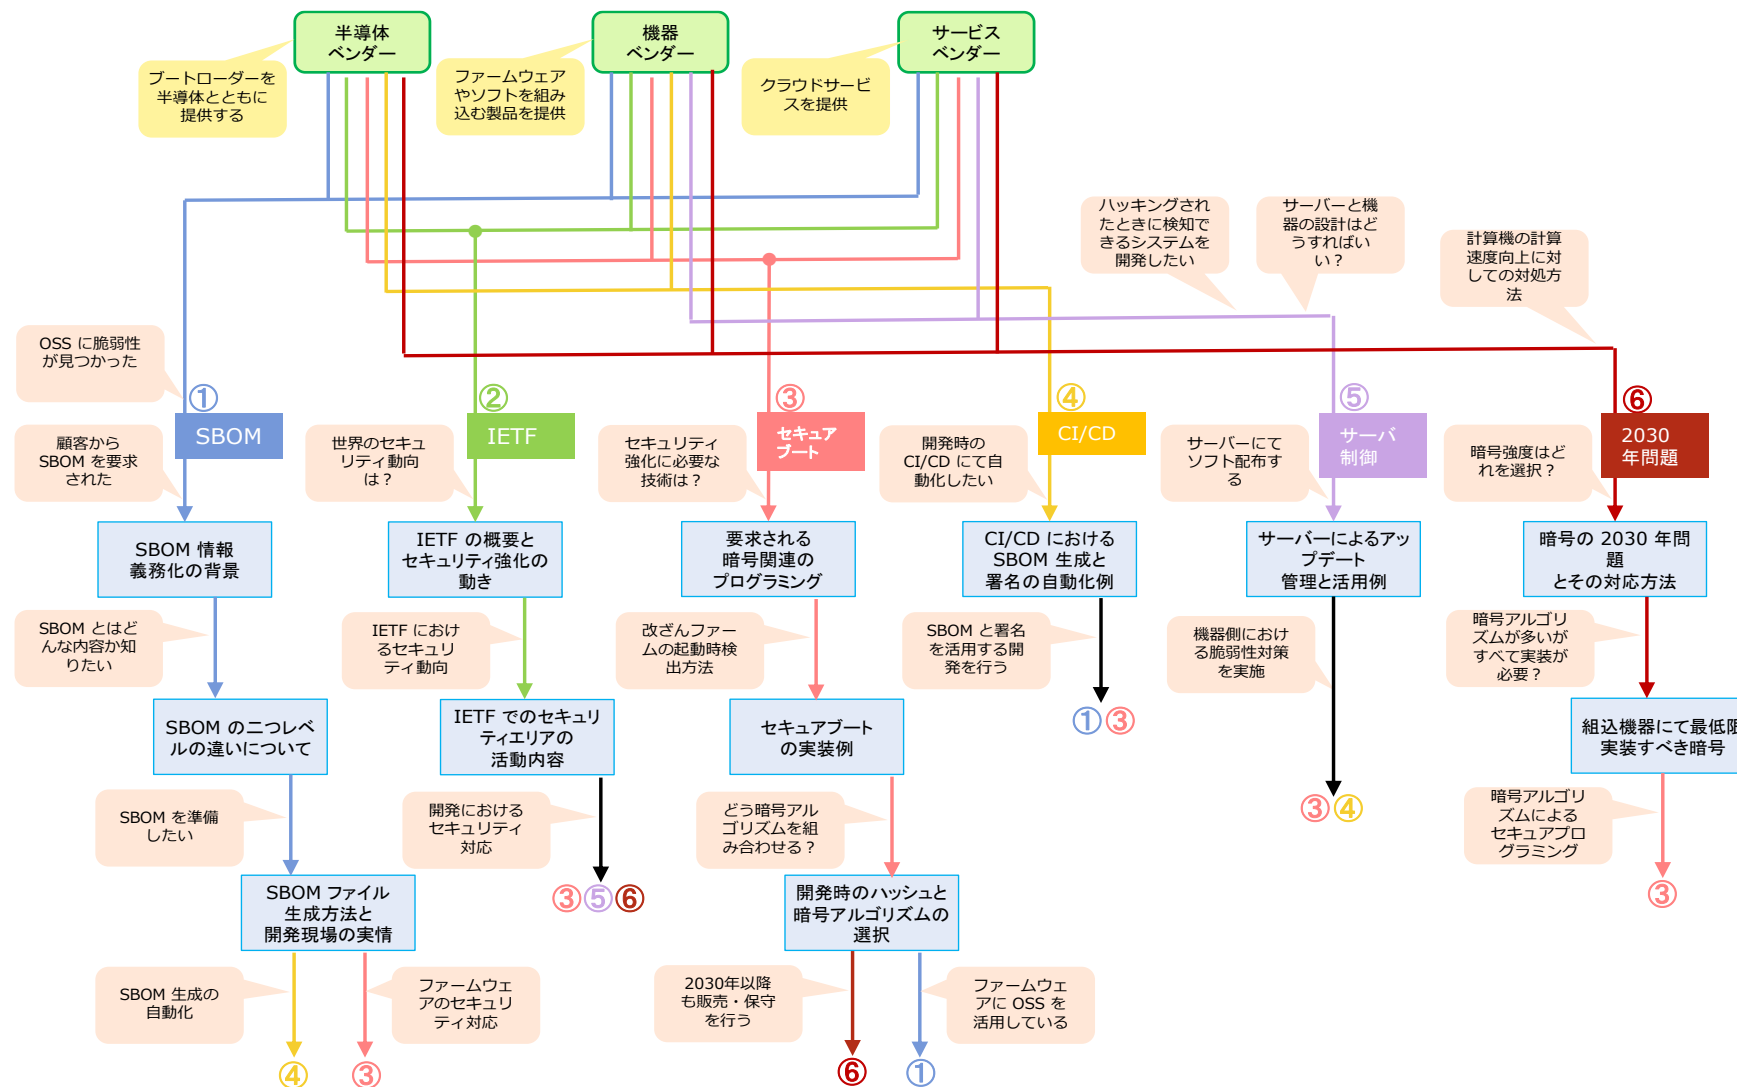 半導体
ベンダー
機器
ベンダー
サービス
ベンダー
ブートローダーを
半導体とともに
提供する
ファームウェア
やソフトを組み
込む製品を提供
クラウドサービ
スを提供
ハッキングされ
たときに検知で
きるシステムを
開発したい
サーバーと機
器の設計はど
うすればい
い？
計算機の計算
速度向上に対
しての対処方
法
OSS に脆弱性
が見つかった
①
②
③
④
⑤
⑥
SBOM
IETF
セキュア
ブート
CI/CD
サーバ
制御
2030
年問題
顧客から
SBOM を要求
された
世界のセキュ
リティ動向
は？
セキュリティ
強化に必要な
技術は？
開発時の
CI/CD にて自
動化したい
サーバーにて
ソフト配布す
る
暗号強度はど
れを選択？
SBOM 情報
義務化の背景
IETF の概要と
セキュリティ強化の
動き
要求される
暗号関連の
プログラミング
CI/CD における
SBOM 生成と
署名の自動化例
サーバーによるアッ
プデート
管理と活用例
暗号の 2030 年問
題
とその対応方法
SBOM とはど
んな内容か知
りたい
IETF におけ
るセキュリ
ティ動向
改ざんファー
ムの起動時検
出方法
SBOM と署名
を活用する開
発を行う
機器側におけ
る脆弱性対策
を実施
暗号アルゴリ
ズムが多いが
すべて実装が
必要？
SBOM の二つレベ
ルの違いについて
IETF でのセキュリ
ティエリアの
活動内容
セキュアブート
の実装例
①③
組込機器にて最低限
実装すべき暗号
SBOM を準備
したい
開発における
セキュリティ
対応
どう暗号アル
ゴリズムを組
み合わせる？
③④
暗号アルゴリ
ズムによる
セキュアプロ
グラミング
SBOM ファイル
生成方法と
開発現場の実情
③⑤⑥
開発時のハッシュと
暗号アルゴリズムの
選択
③
SBOM 生成の
自動化
ファームウェ
アのセキュリ
ティ対応
2030年以降
も販売・保守
を行う
ファームウェ
アに OSS を
活用している
④
③
⑥
①